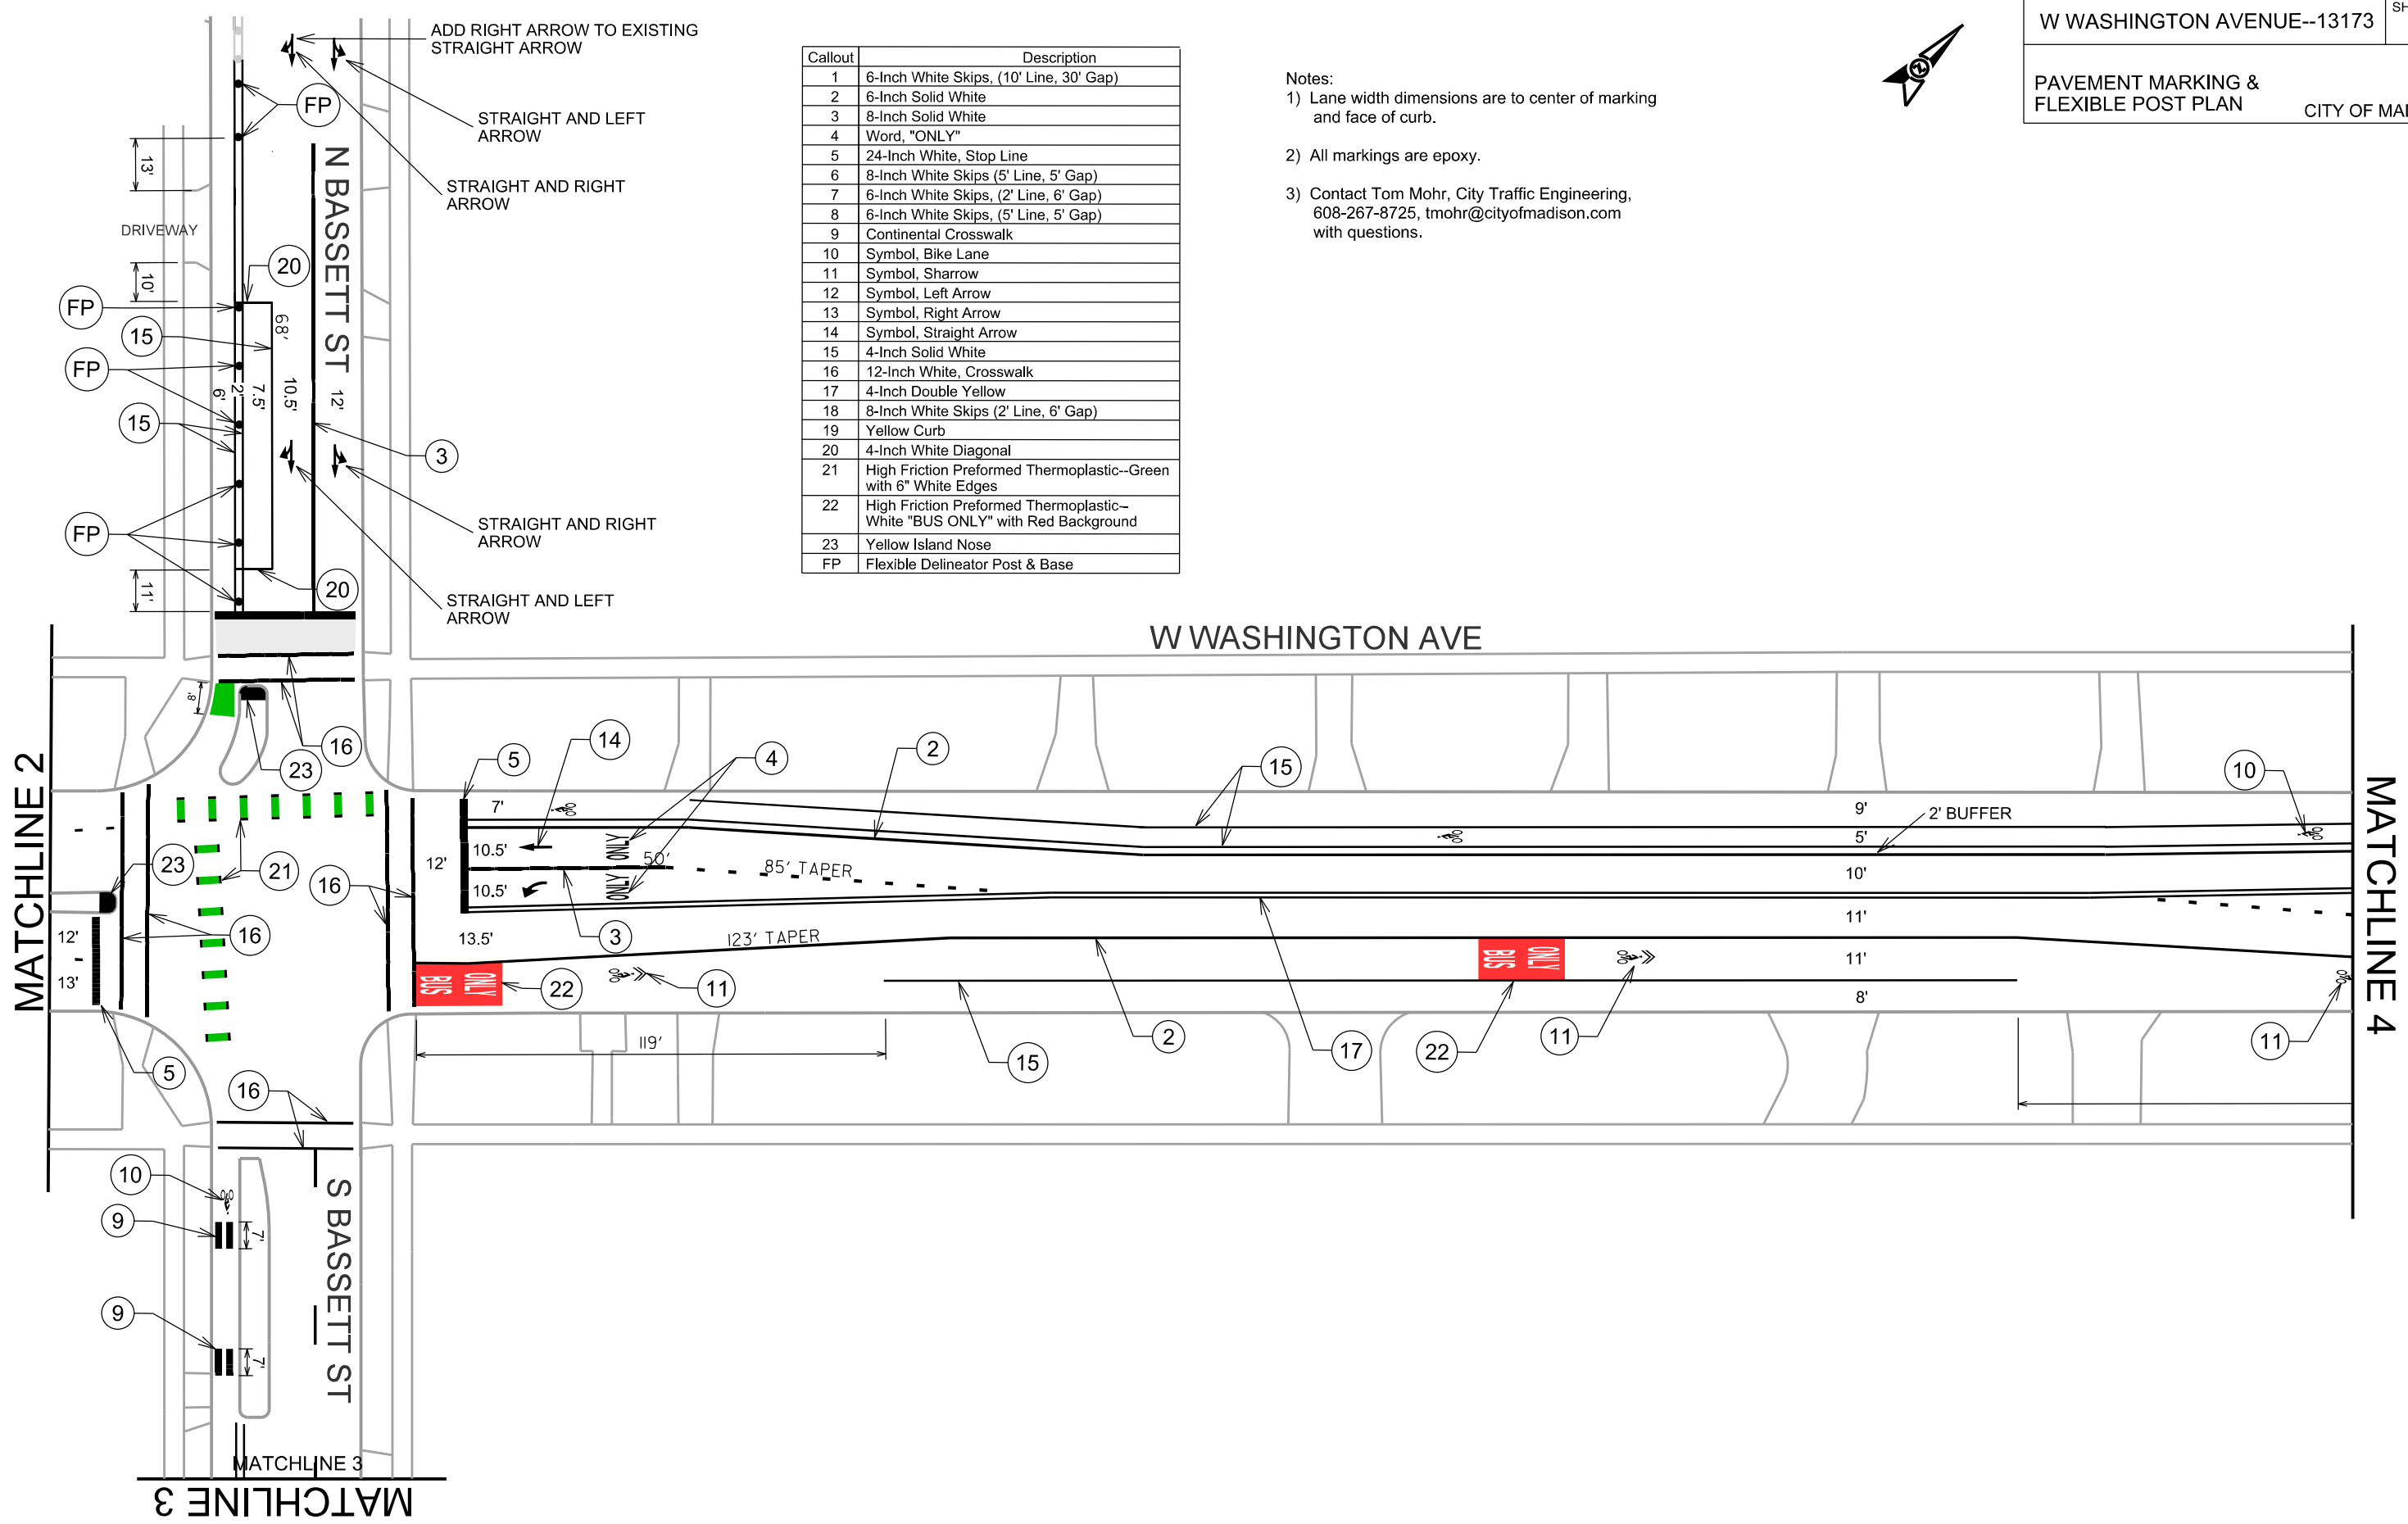 ADD RIGHT ARROW TO EXISTING
STRAIGHT ARROW
FP
STRAIGHT AND LEFT
ARROW
STRAIGHT AND RIGHT
ARROW
13'
DRIVEWAY
10'
N BASSETT ST
20
FP
15
68'
FP
6'
2'
7.5'
10.5'
12'
15
3
FP
STRAIGHT AND RIGHT
ARROW
11'
20
STRAIGHT AND LEFT
ARROW
Callout Description
1 6-Inch White Skips, (10' Line, 30' Gap)
2 6-Inch Solid White
3 8-Inch Solid White
4 Word, "ONLY"
5 24-Inch White, Stop Line
6 8-Inch White Skips (5' Line, 5' Gap)
7 6-Inch White Skips, (2' Line, 6' Gap)
8 6-Inch White Skips, (5' Line, 5' Gap)
9 Continental Crosswalk
10 Symbol, Bike Lane
11 Symbol, Sharrow
12 Symbol, Left Arrow
13 Symbol, Right Arrow
14 Symbol, Straight Arrow
15 4-Inch Solid White
16 12-Inch White, Crosswalk
17 4-Inch Double Yellow
18 8-Inch White Skips (2' Line, 6' Gap)
19 Yellow Curb
20 4-Inch White Diagonal
21 High Friction Preformed Thermoplastic--Green
with 6" White Edges
22 High Friction Preformed Thermoplastic--
White "BUS ONLY" with Red Background
23 Yellow Island Nose
FP Flexible Delineator Post & Base
Notes:
1) Lane width dimensions are to center of marking
and face of curb.
2) All markings are epoxy.
3) Contact Tom Mohr, City Traffic Engineering,
608-267-8725, tmohr@cityofmadison.com
with questions.
Z
W WASHINGTON AVENUE--13173
SH
PAVEMENT MARKING &
FLEXIBLE POST PLAN
CITY OF MA
W WASHINGTON AVE
8'
16
23
MATCHLINE 2
14
5
4
2
15
10
7'
9'
2' BUFFER
5'
10.5'
ONLY
50'
85' TAPER
10'
12'
23
21
16
10.5'
ONLY
11'
12'
16
13.5'
3
123' TAPER
11'
13'
BUS ONLY
22
11
BUS ONLY
8'
5
119'
15
2
17
22
11
11
MATCHLINE 4
16
10
9
7'
S BASSETT ST
9
7'
MATCHLINE 3
MATCHLINE 3